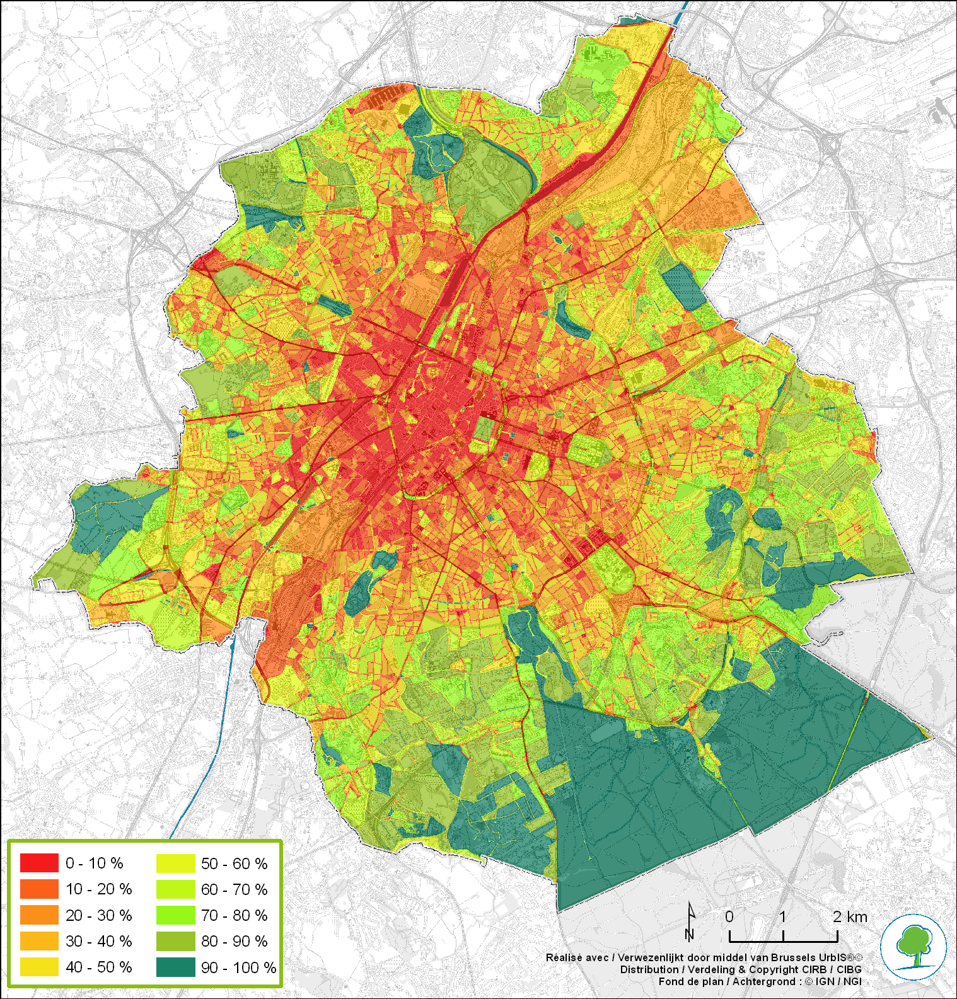 0 - 10 %
10 - 20 %
20 - 30 %
30 - 40 %
40 - 50 %
50 - 60 %
60 - 70 %
70 - 80 %
80 - 90 %
90 - 100 %
N
0 1 2 km
Réalisé avec / Verwezenlijkt door middel van Brussels UrbIS®©
Distribution / Verdeling & Copyright CIRB / CIBG
Fond de plan / Achtergrond : © IGN / NGI